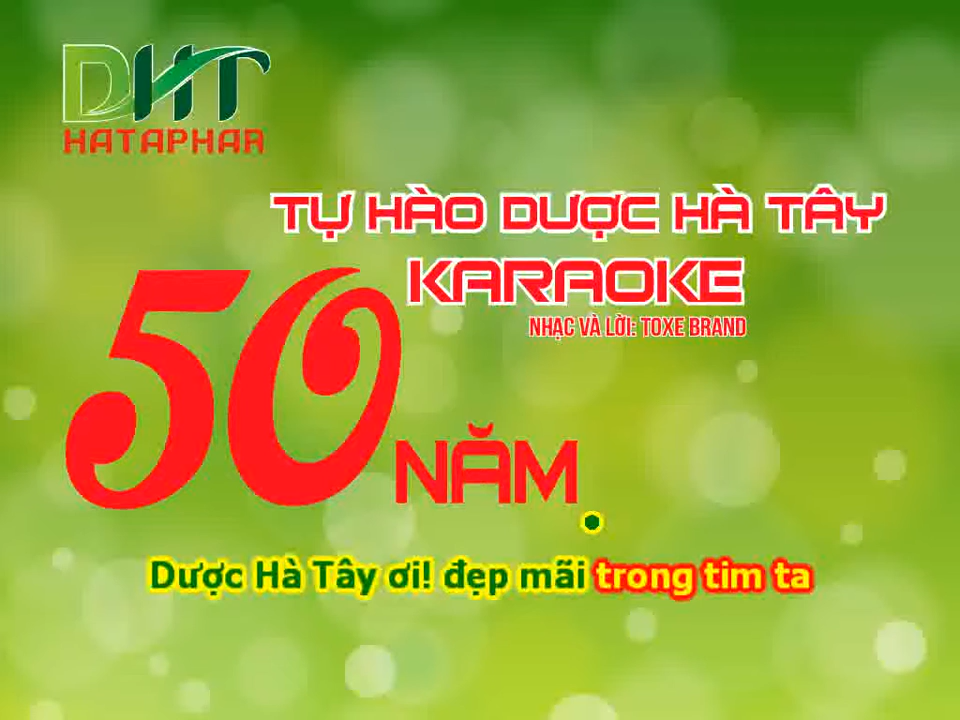 DHT
HATAPHAR
TỰ HÀO DƯỢC HÀ TÂY
KARAOKE
NHẠC VÀ LỜI: TOXE BRAND
50 NĂM
Dược Hà Tây ơi! đẹp mãi trong tim ta